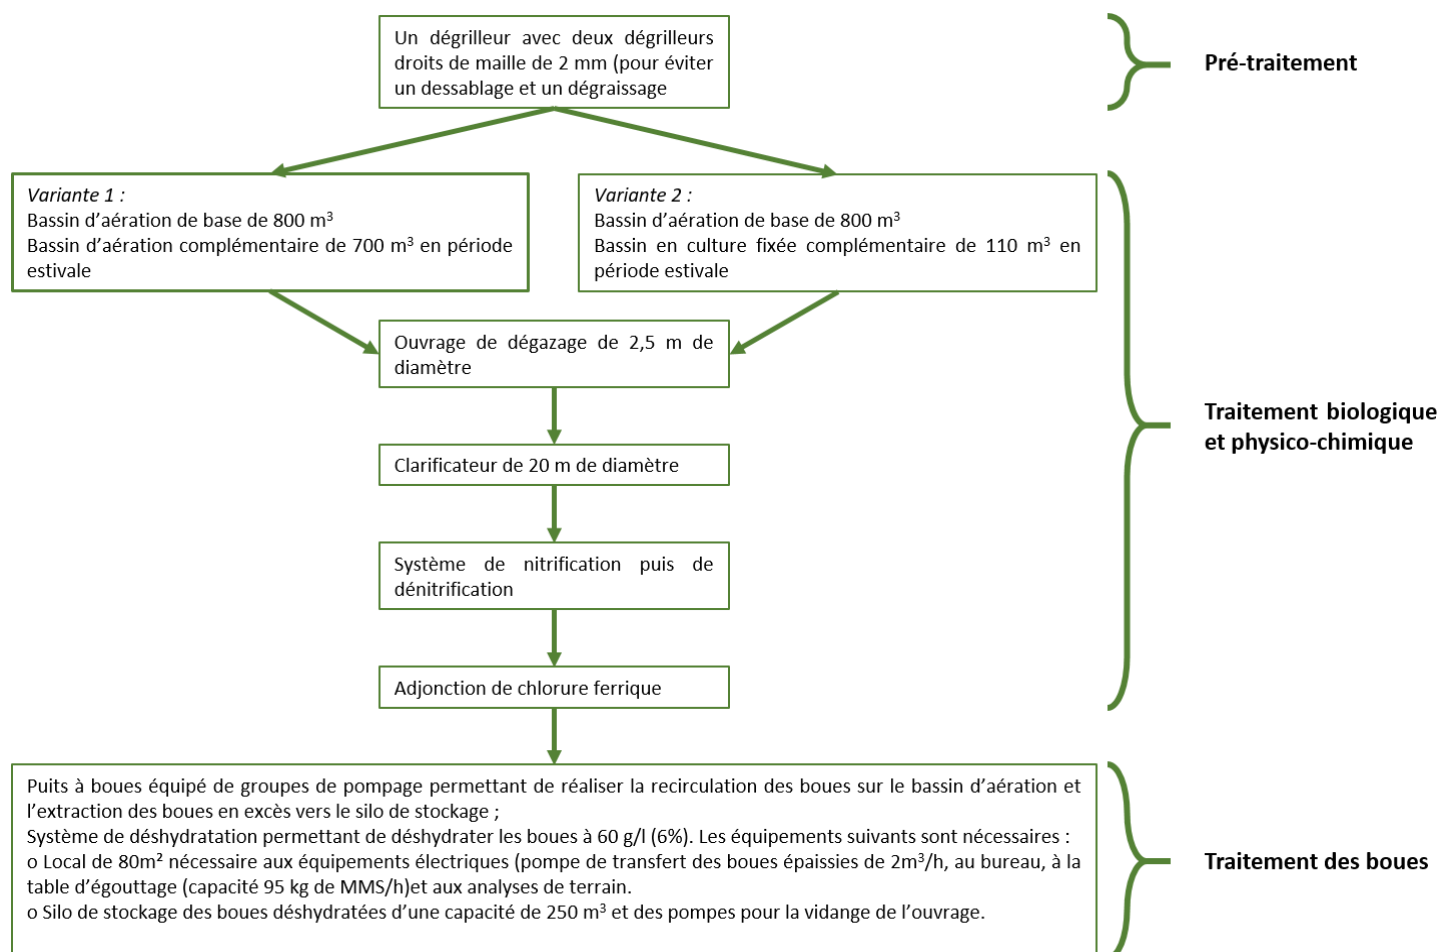 Un dégrilleur avec deux dégrilleurs
droits de maille de 2 mm (pour éviter
un dessablage et un dégraissage
Pré-traitement
Variante 1 :
Bassin d'aération de base de 800 m³
Bassin d'aération complémentaire de 700 m³ en période
estivale
Variante 2 :
Bassin d'aération de base de 800 m³
Bassin en culture fixée complémentaire de 110 m³ en
période estivale
Ouvrage de dégazage de 2,5 m de
diamètre
Clarificateur de 20 m de diamètre
Système de nitrification puis de
dénitrification
Adjonction de chlorure ferrique
Traitement biologique
et physico-chimique
Puits à boues équipé de groupes de pompage permettant de réaliser la recirculation des boues sur le bassin d'aération et
l'extraction des boues en excès vers le silo de stockage ;
Système de déshydratation permettant de déshydrater les boues à 60 g/l (6%). Les équipements suivants sont nécessaires :
o Local de 80m² nécessaire aux équipements électriques (pompe de transfert des boues épaissies de 2m³/h, au bureau, à la
table d'égouttage (capacité 95 kg de MMS/h)et aux analyses de terrain.
o Silo de stockage des boues déshydratées d'une capacité de 250 m³ et des pompes pour la vidange de l'ouvrage.
Traitement des boues